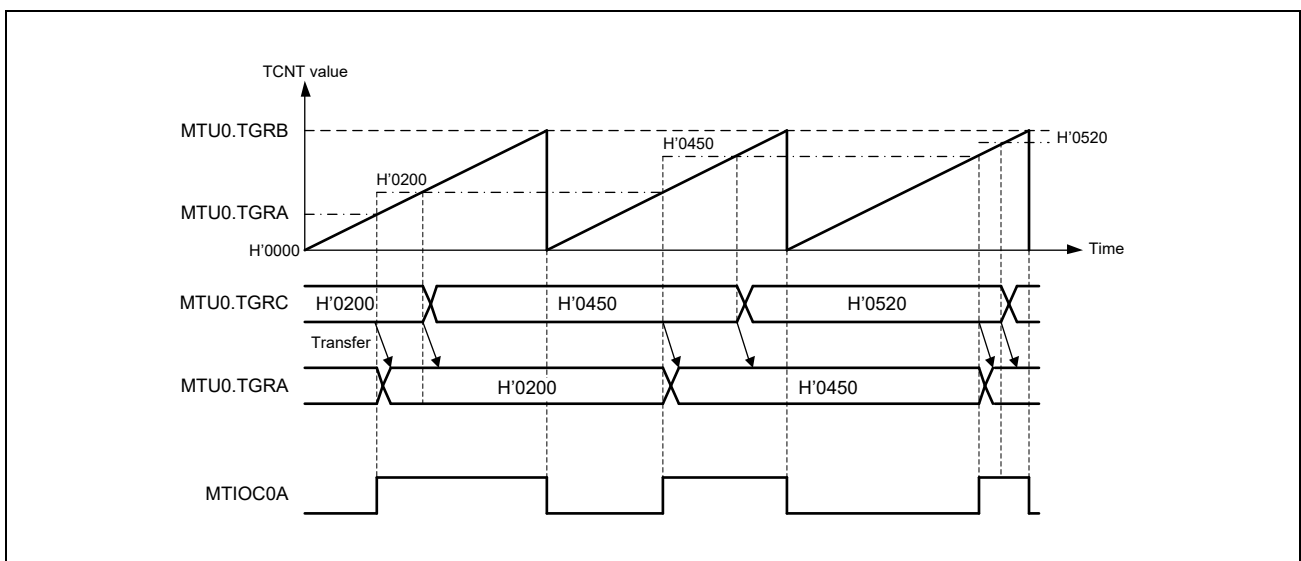 TCNT value
MTU0.TGRB
H'0520
H'0450
H'0200
MTU0.TGRA
H'0000
Time
MTU0.TGRC H'0200 H'0450 H'0520
Transfer
MTU0.TGRA H'0200 H'0450
MTIOC0A